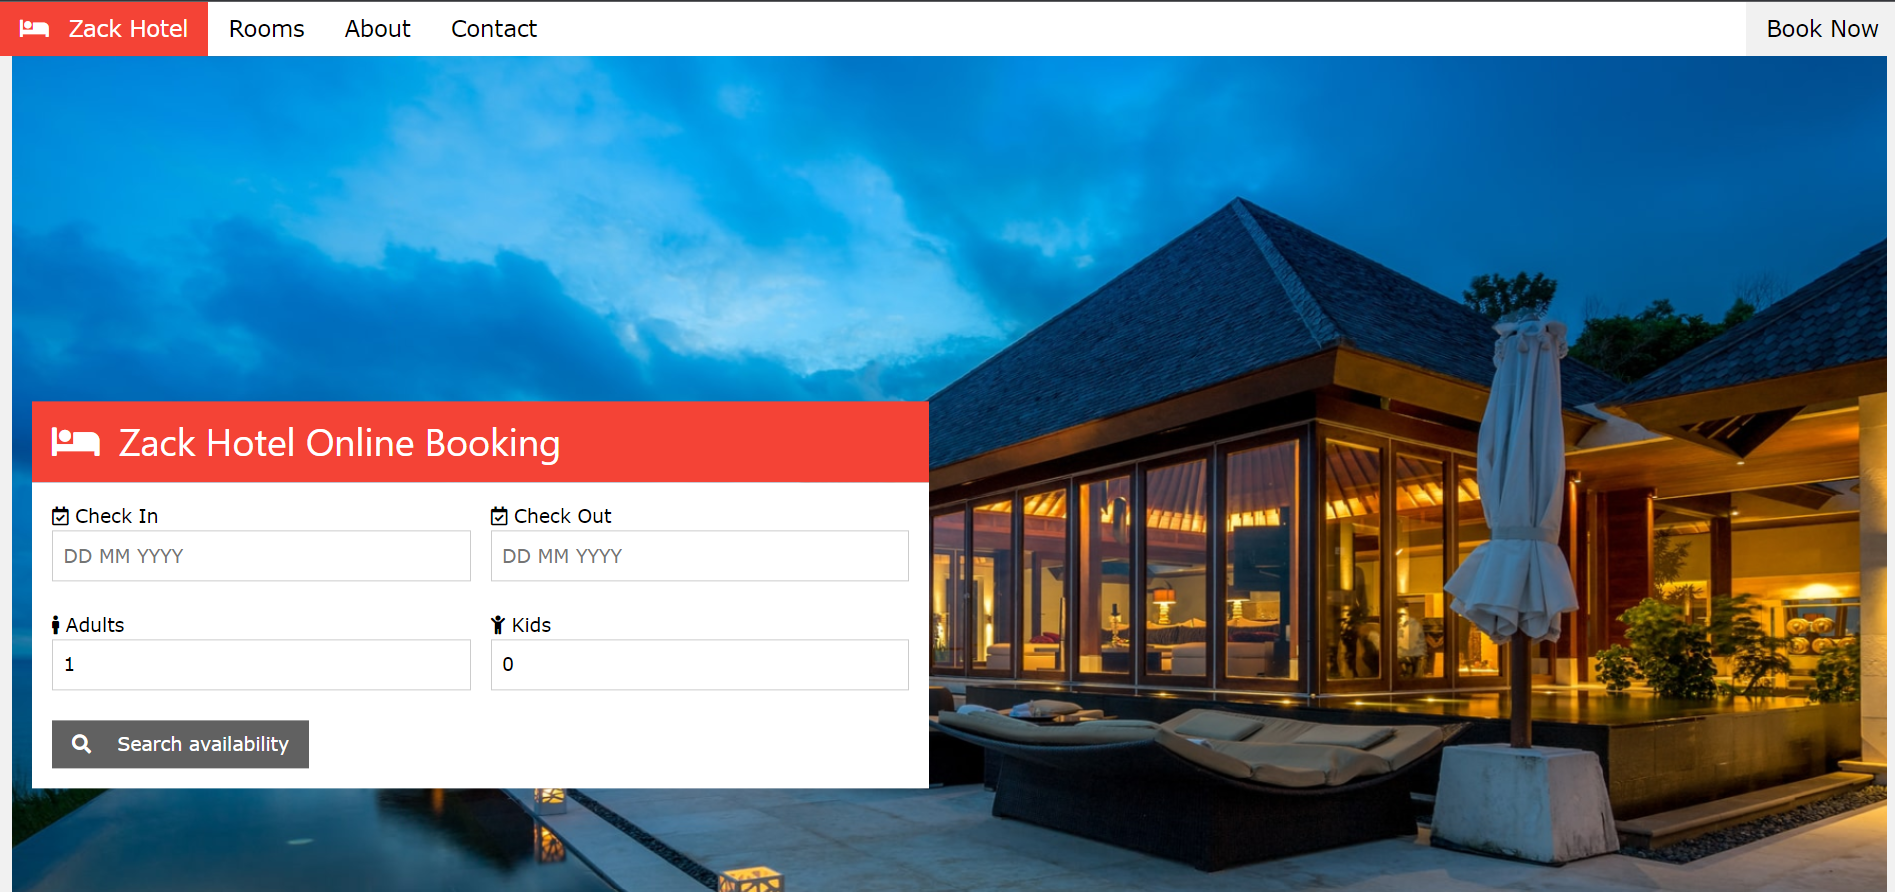 Zack Hotel Rooms About Contact Book Now
Zack Hotel Online Booking
Check In Check Out
DD MM YYYY DD MM YYYY
Adults Kids
1 0
Search availability